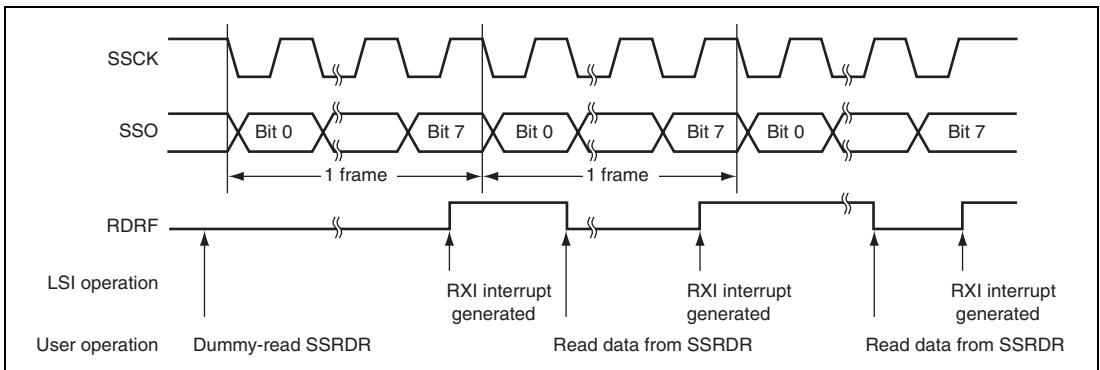 SSCK
SSO
Bit 0
Bit 7
Bit 0
Bit 7
Bit 0
Bit 7
1 frame
1 frame
RDRF
LSI operation
RXI interrupt
generated
RXI interrupt
generated
RXI interrupt
generated
User operation
Dummy-read SSRDR
Read data from SSRDR
Read data from SSRDR